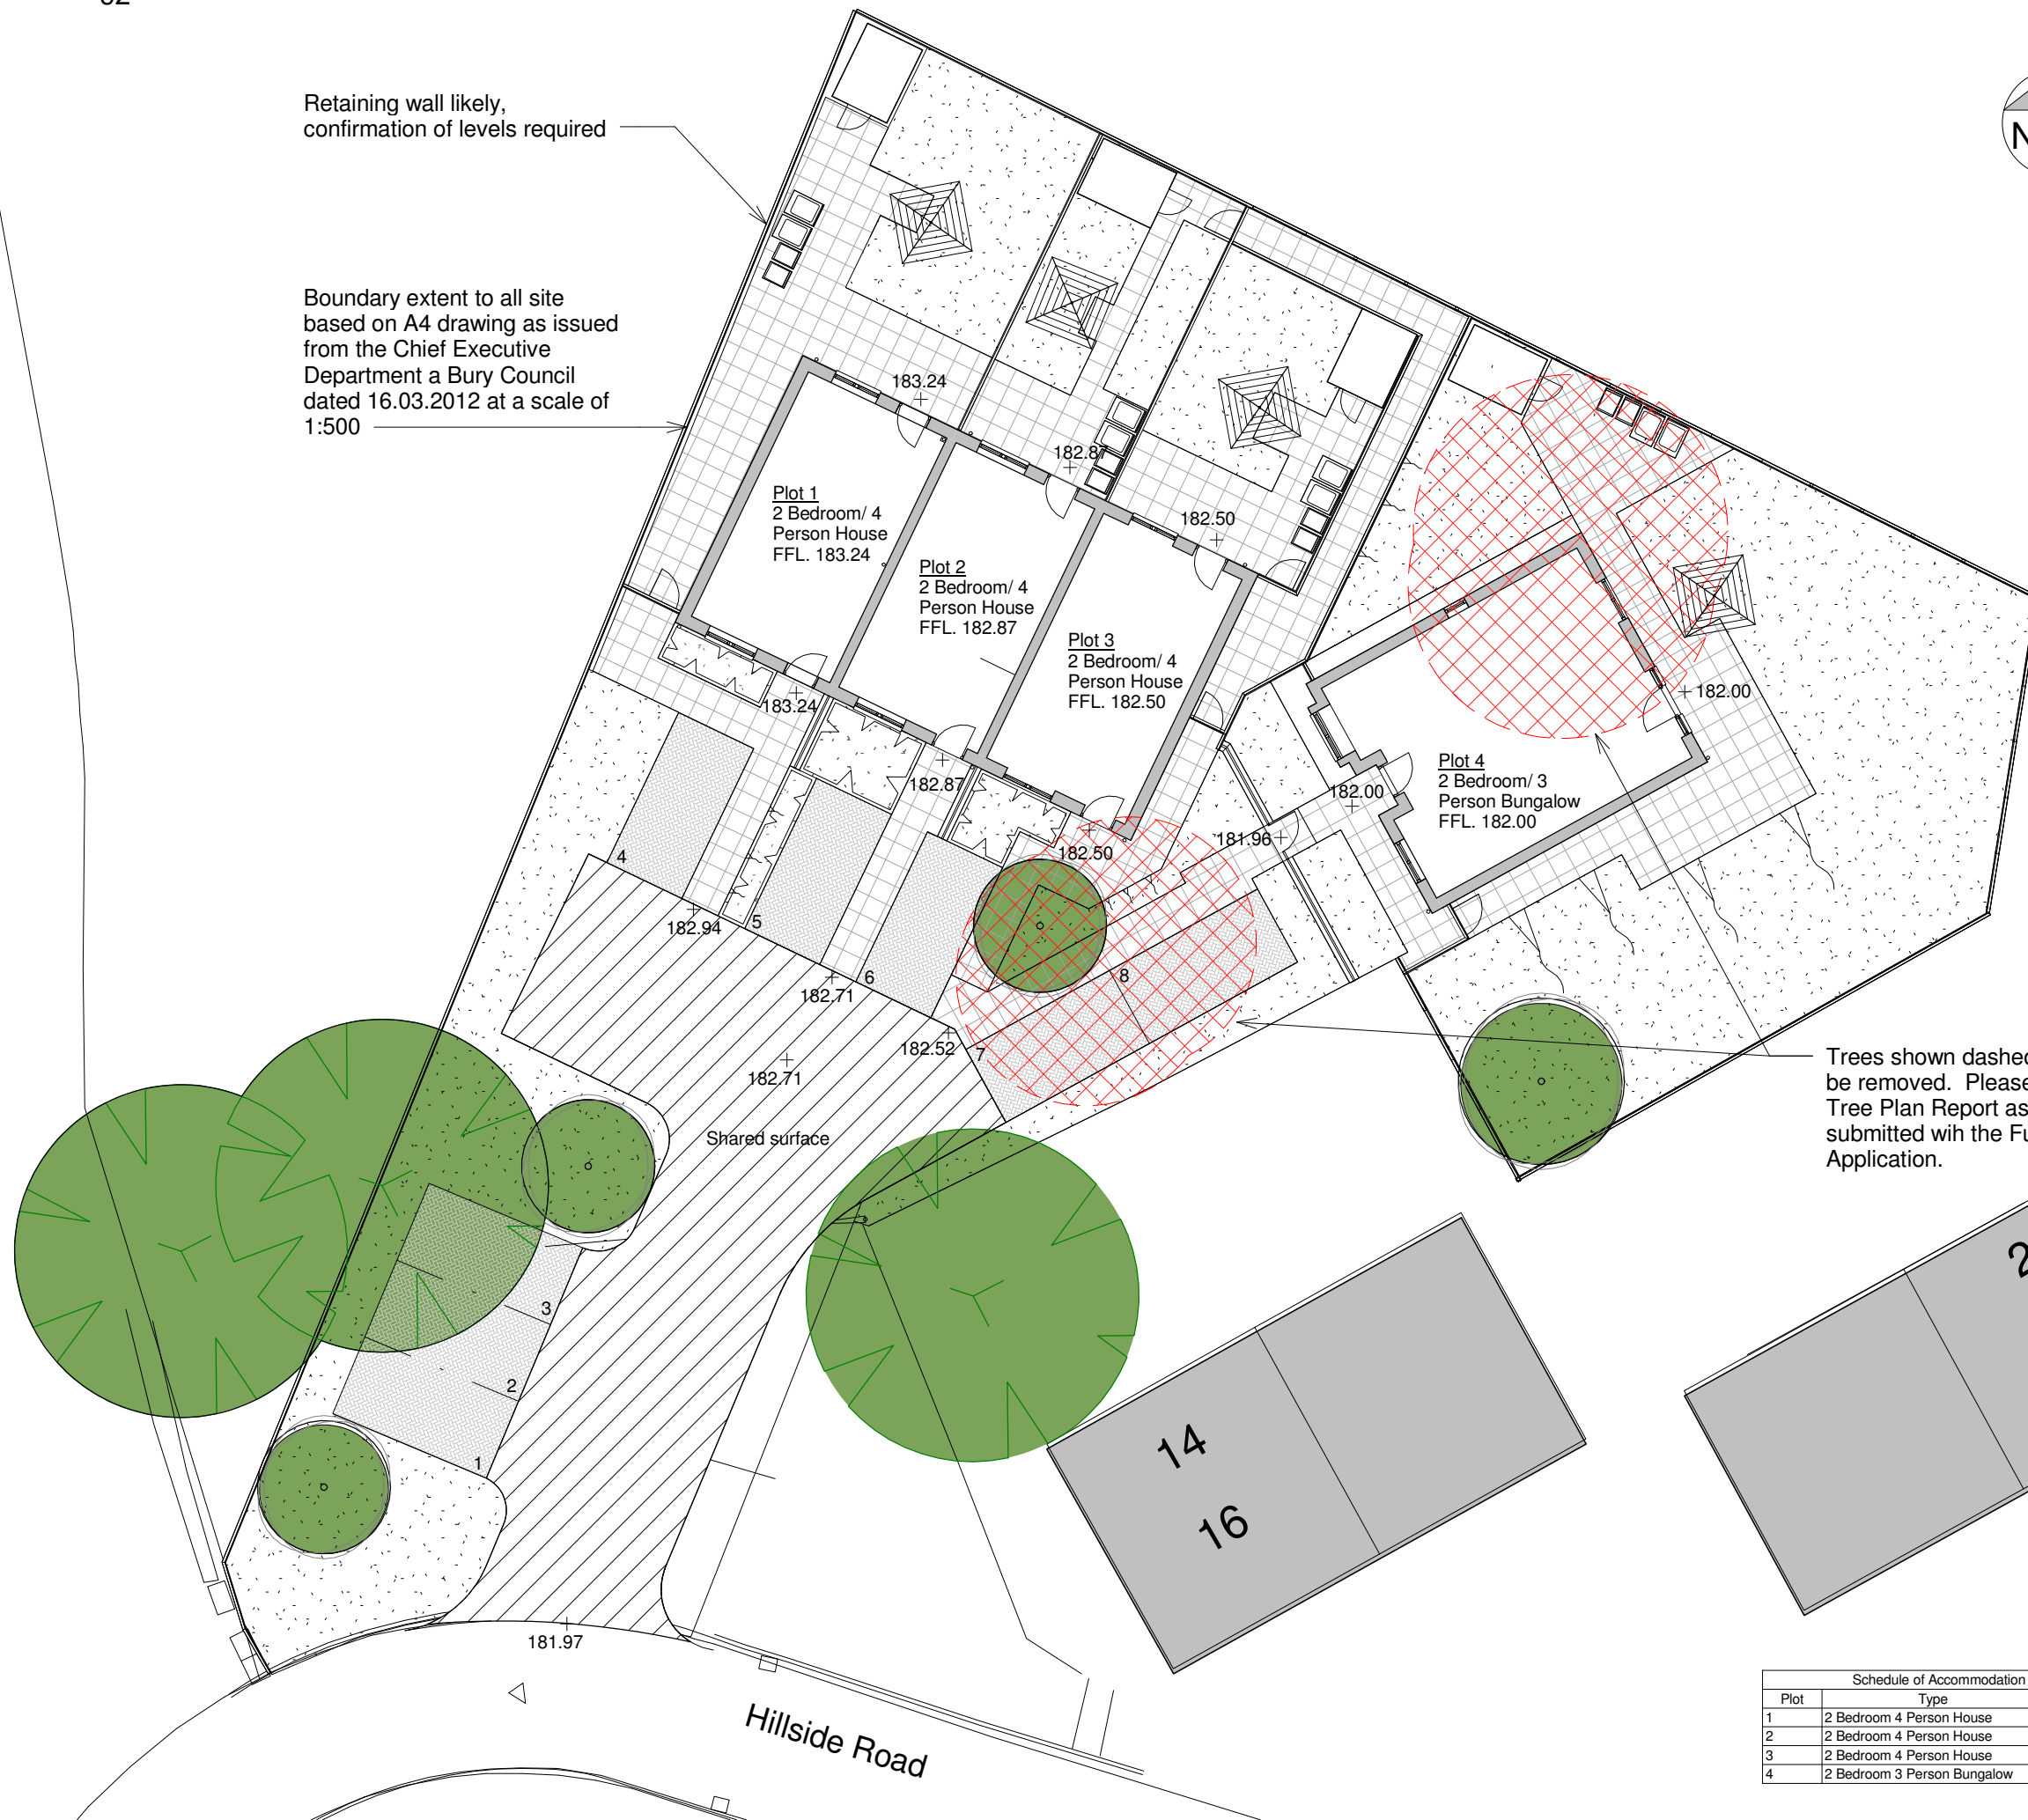 Retaining wall likely,
confirmation of levels required
Boundary extent to all site
based on A4 drawing as issued
from the Chief Executive
Department a Bury Council
dated 16.03.2012 at a scale of
1:500
N
183.24
182.87
182.50
Plot 1
2 Bedroom/ 4
Person House
FFL. 183.24
Plot 2
2 Bedroom/ 4
Person House
FFL. 182.87
Plot 3
2 Bedroom/ 4
Person House
FFL. 182.50
Plot 4
2 Bedroom/ 3
Person Bungalow
FFL. 182.00
182.00
183.24
182.87
182.00
182.50
181.96
4
182.94
5
182.71
6
8
182.52
7
182.71
Shared surface
Trees shown dashed
be removed. Please
Tree Plan Report as
submitted wih the Fu
Application.
3
2
1
14
16
2
181.97
Hillside Road
Schedule of Accommodation
Plot Type
1 2 Bedroom 4 Person House
2 2 Bedroom 4 Person House
3 2 Bedroom 4 Person House
4 2 Bedroom 3 Person Bungalow